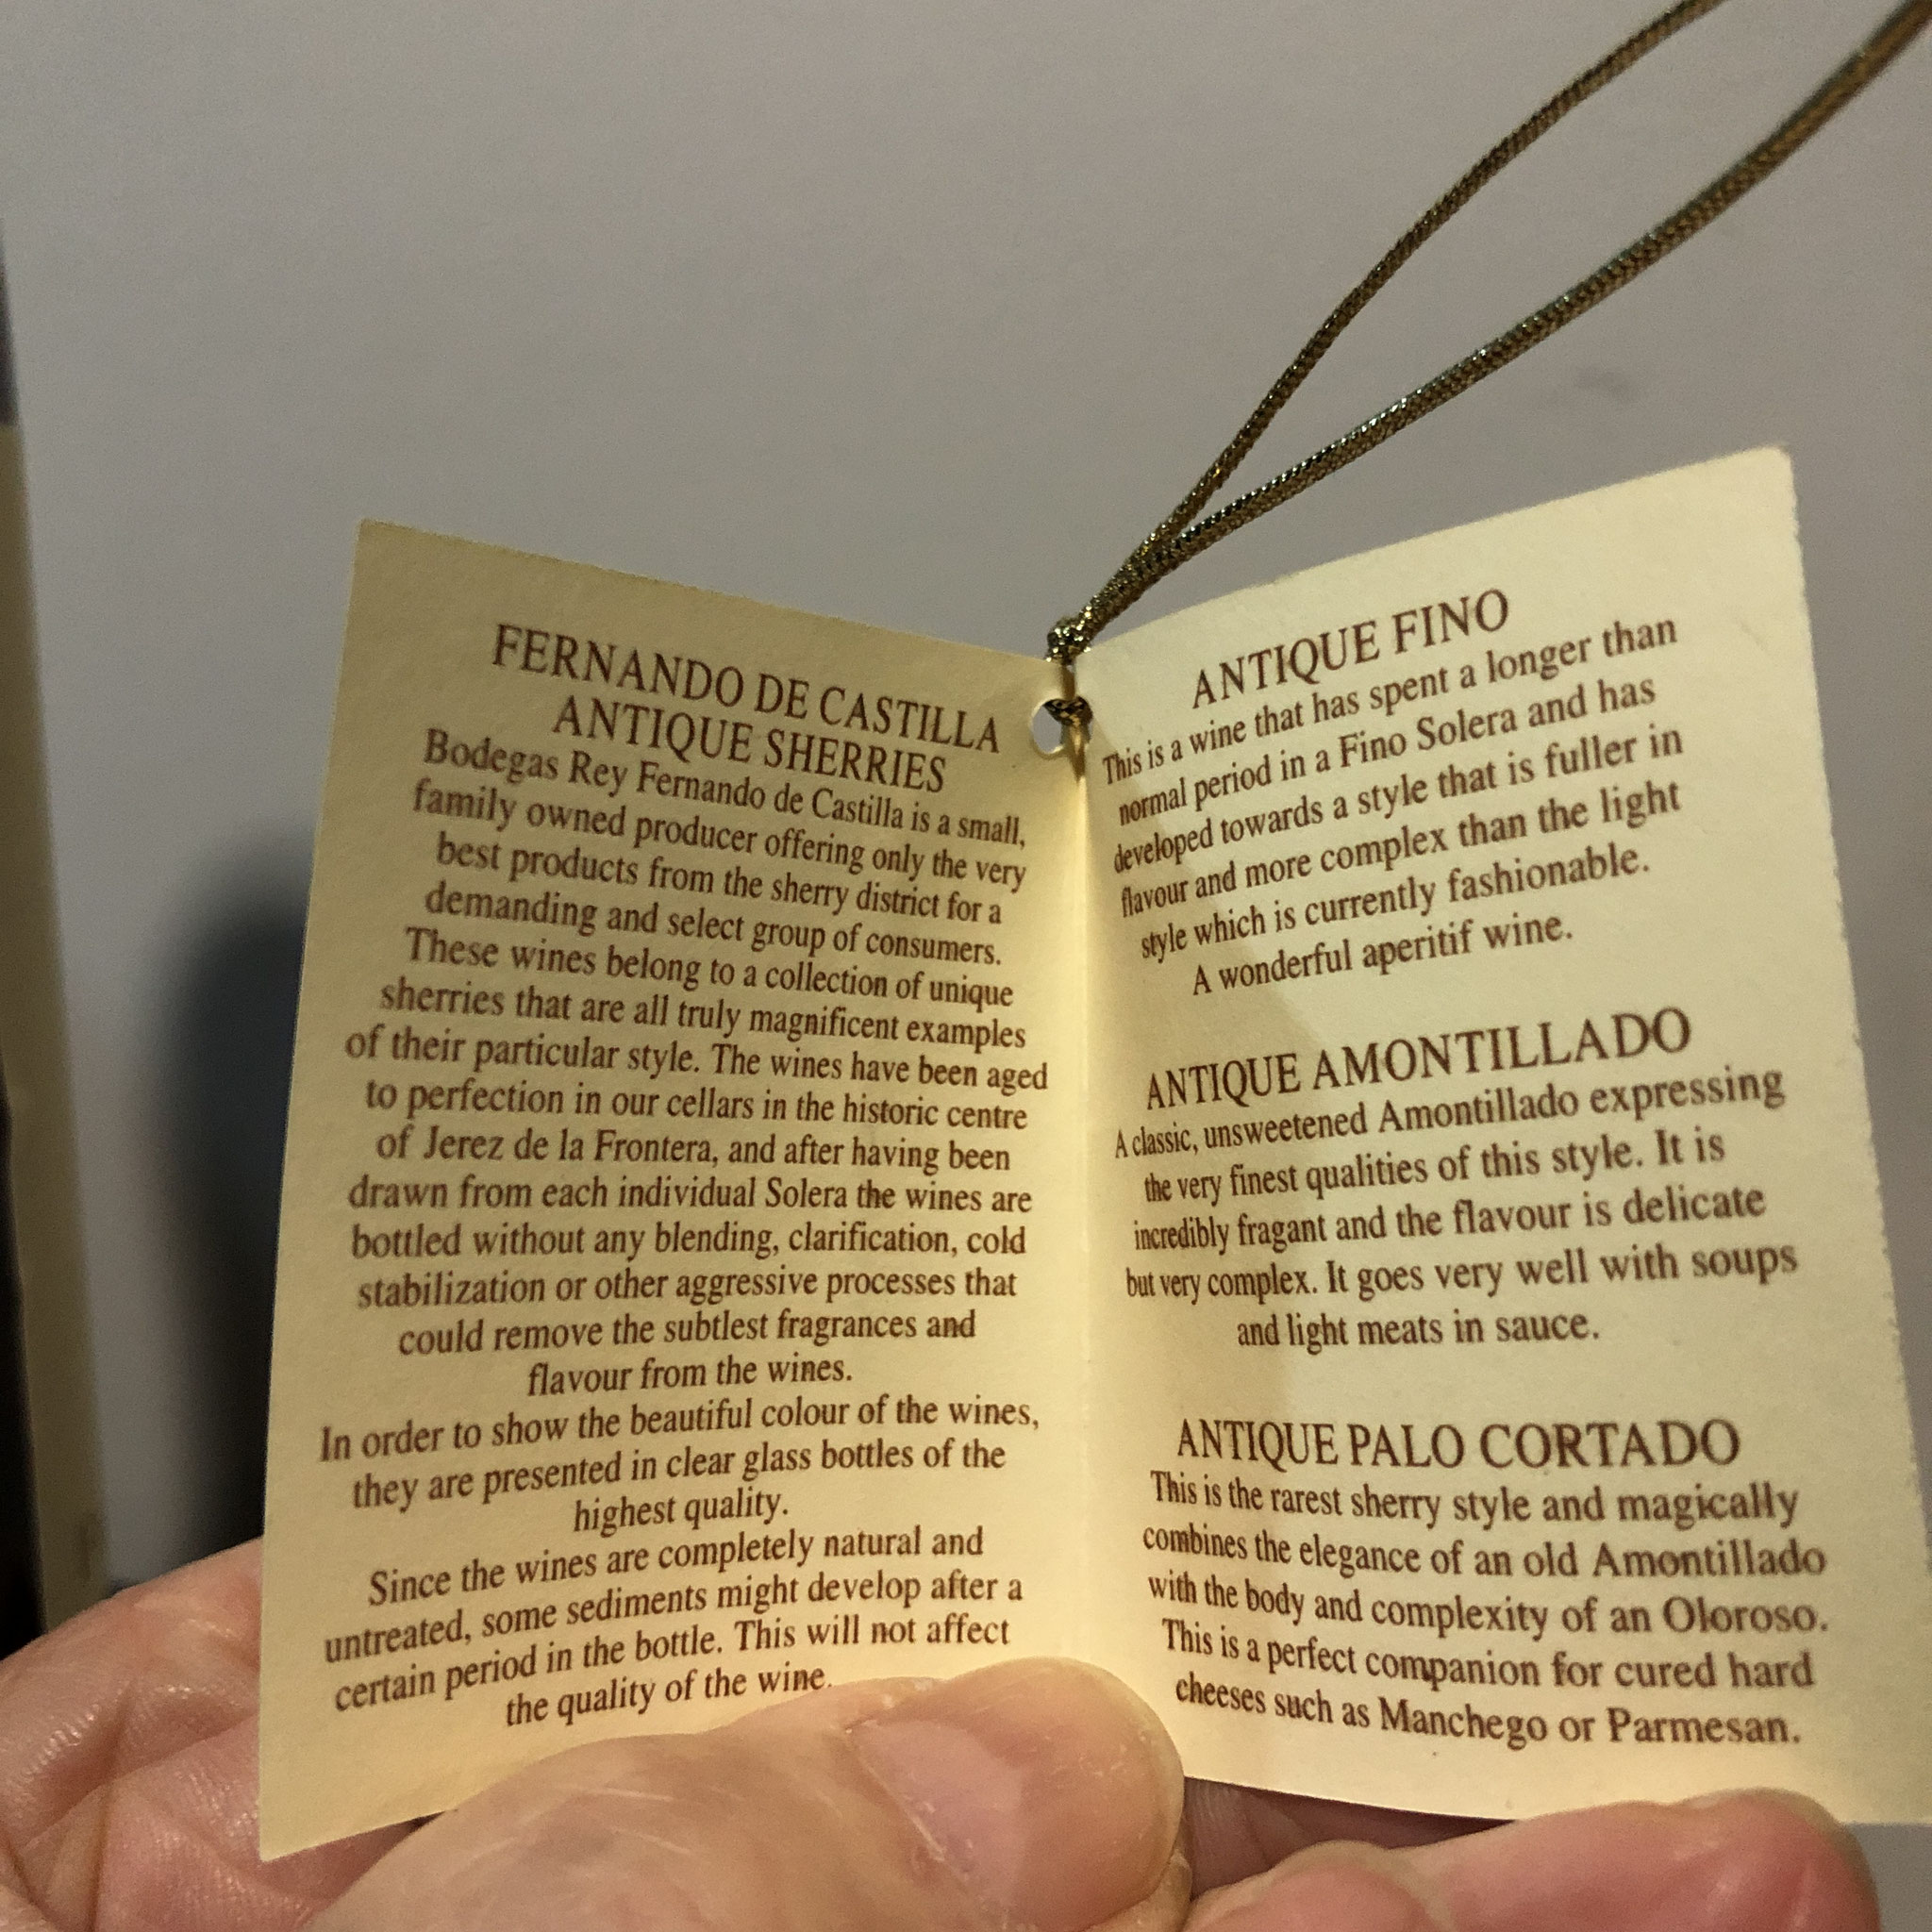 FERNANDO DE CASTILLA
ANTIQUE SHERRIES
Bodegas Rey Fernando de Castilla is a small,
family owned producer offering only the very
best products from the sherry district for a
demanding and select group of consumers.
These wines belong to a collection of unique
sherries that are all truly magnificent examples
of their particular style. The wines have been aged
to perfection in our cellars in the historic centre
of Jerez de la Frontera, and after having been
drawn from each individual Solera the wines are
bottled without any blending, clarification, cold
stabilization or other aggressive processes that
could remove the subtlest fragrances and
flavour from the wines.
In order to show the beautiful colour of the wines,
they are presented in clear glass bottles of the
highest quality.
Since the wines are completely natural and
untreated, some sediments might develop after a
certain period in the bottle. This will not affect
the quality of the wine.
ANTIQUE FINO
This is a wine that has spent a longer than
normal period in a Fino Solera and has
developed towards a style that is fuller in
flavour and more complex than the light
style which is currently fashionable.
A wonderful aperitif wine.
ANTIQUE AMONTILLADO
A classic, unsweetened Amontillado expressing
the very finest qualities of this style. It is
incredibly fragant and the flavour is delicate
but very complex. It goes very well with soups
and light meats in sauce.
ANTIQUE PALO CORTADO
This is the rarest sherry style and magically
combines the elegance of an old Amontillado
with the body and complexity of an Oloroso.
This is a perfect companion for cured hard
cheeses such as Manchego or Parmesan.